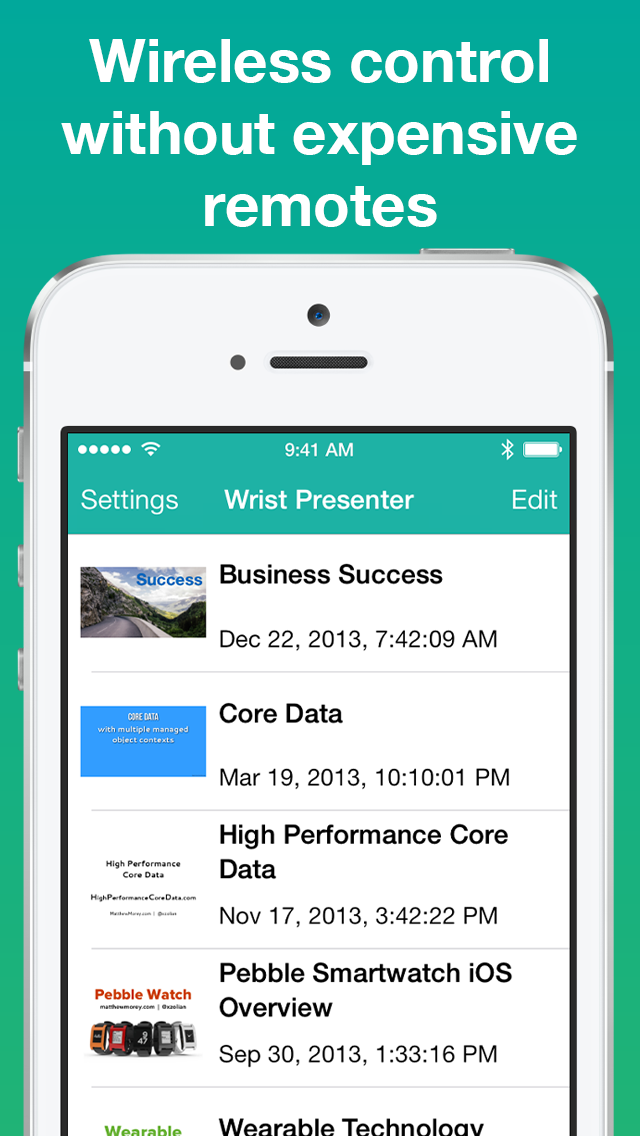 Wireless control
without expensive
remotes
9:41 AM
Settings
Wrist Presenter
Edit
Success
Business Success
Dec 22, 2013, 7:42:09 AM
CORE DATA
with multiple managed
object contexts
Core Data
Mar 19, 2013, 10:10:01 PM
High Performance
Core Data
HighPerformanceCoreData.com
MatthewMorey.com | @xzolian
High Performance Core
Data
Nov 17, 2013, 3:42:22 PM
Pebble Watch
matthewmorey.com | @xzolian
Pebble Smartwatch iOS
Overview
Sep 30, 2013, 1:33:16 PM
Wearable
Wearable Technology